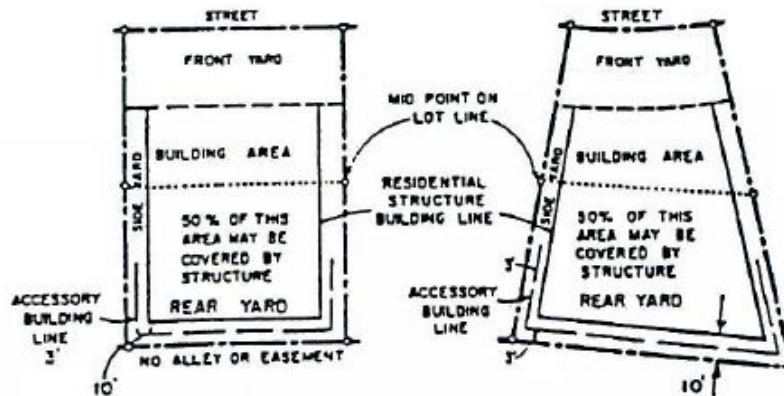 STREET
FRONT YARD
BUILDING AREA
SIDE YARD
50% OF THIS
AREA MAY BE
COVERED BY
STRUCTURE
REAR YARD
ACCESSORY
BUILDING
LINE
3'
10'
NO ALLEY OR EASEMENT
MID POINT ON
LOT LINE
RESIDENTIAL
STRUCTURE
BUILDING LINE
STREET
FRONT YARD
BUILDING AREA
SIDE YARD
50% OF THIS
AREA MAY BE
COVERED BY
STRUCTURE
REAR YARD
3'
ACCESSORY
BUILDING
LINE
3'
10'